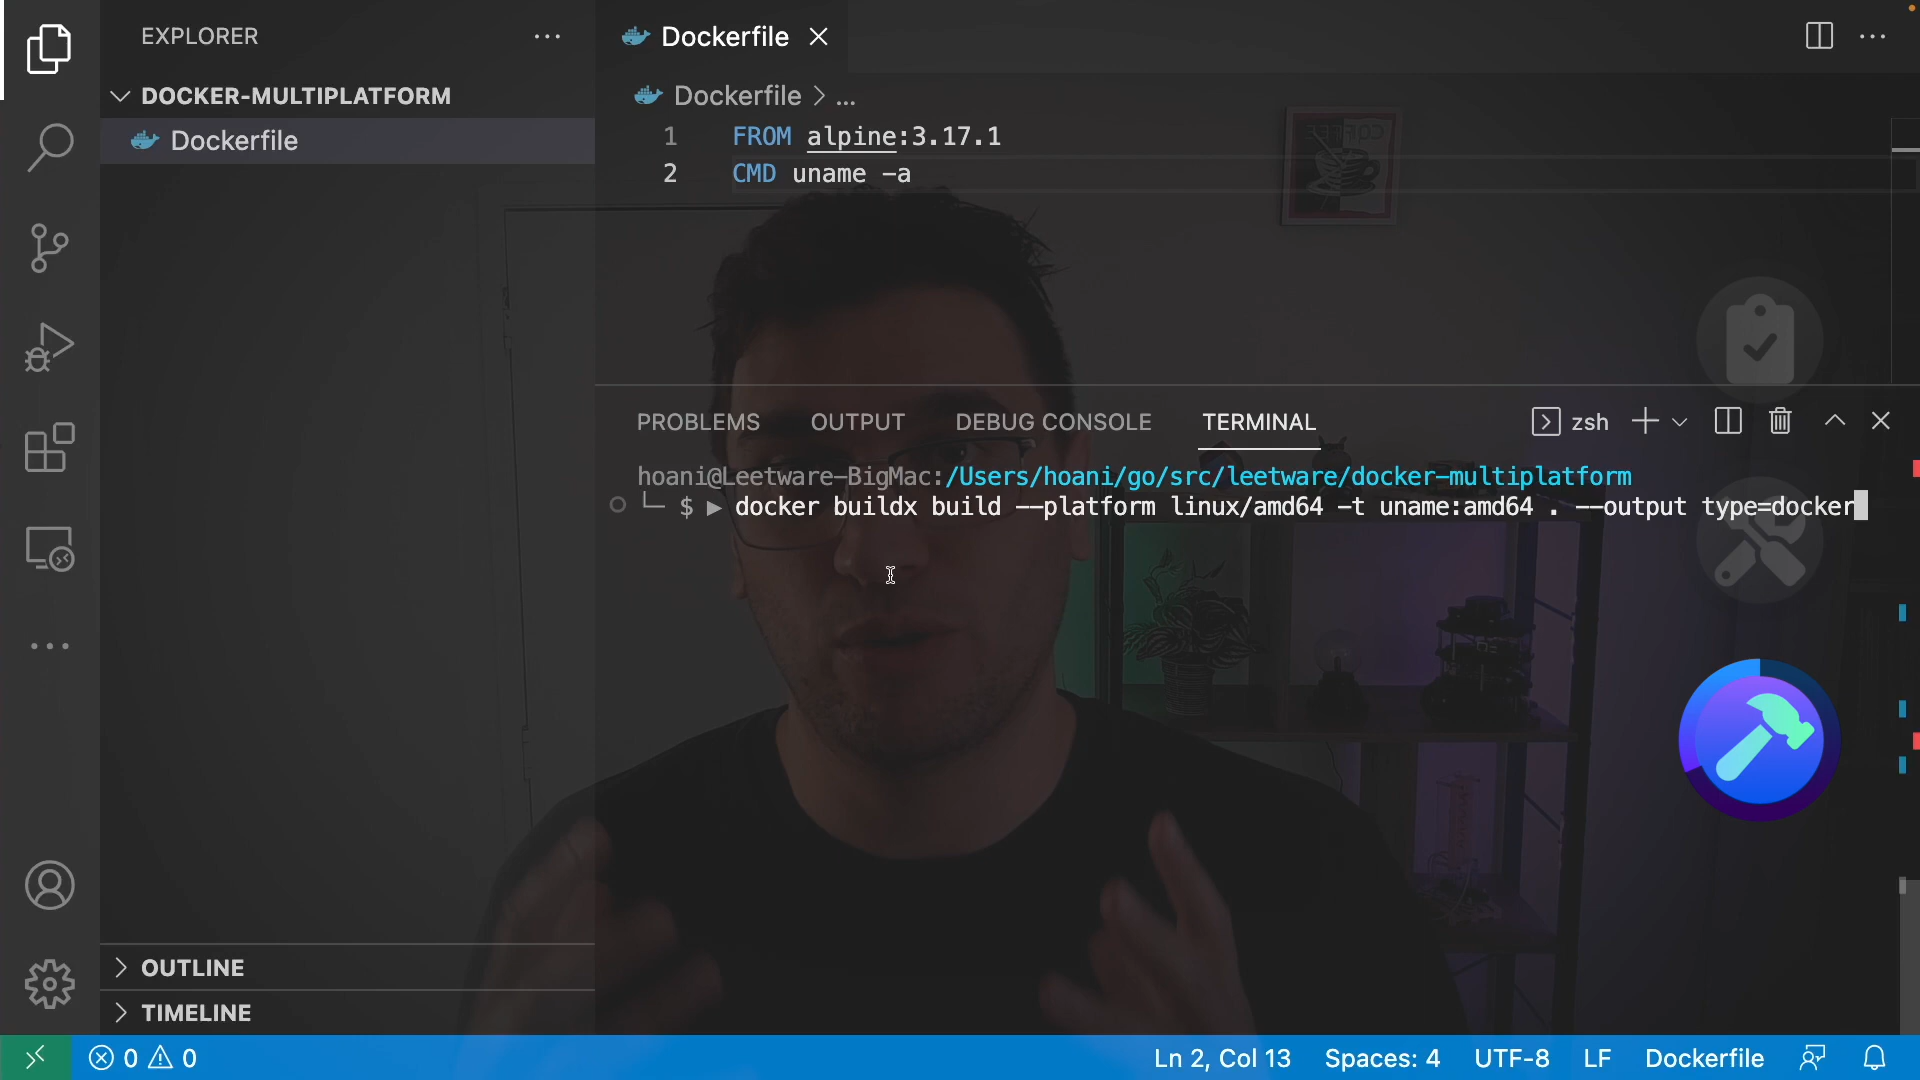 EXPLORER
DOCKER-MULTIPLATFORM
Dockerfile
OUTLINE
TIMELINE
Dockerfile
Dockerfile > ...
1 FROM alpine:3.17.1
2 CMD uname -a
PROBLEMS OUTPUT DEBUG CONSOLE TERMINAL zsh
hoani@Leetware-BigMac:/Users/hoani/go/src/leetware/docker-multiplatform
$ ▶ docker buildx build --platform linux/amd64 -t uname:amd64 . --output type=docker
0 0 Ln 2, Col 13 Spaces: 4 UTF-8 LF Dockerfile